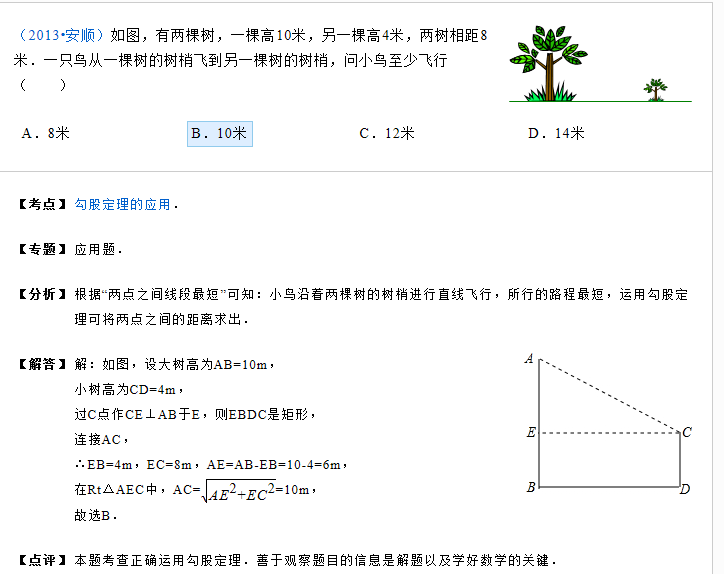 （2013•安顺）如图，有两棵树，一棵高10米，另一棵高4米，两树相距8
米．一只鸟从一棵树的树梢飞到另一棵树的树梢，问小鸟至少飞行
（　　）
A．8米 B．10米 C．12米 D．14米
【考点】勾股定理的应用．
【专题】应用题．
【分析】根据“两点之间线段最短”可知：小鸟沿着两棵树的树梢进行直线飞行，所行的路程最短，运用勾股定
理可将两点之间的距离求出．
【解答】解：如图，设大树高为AB=10m，
小树高为CD=4m，
过C点作CE⊥AB于E，则EBDC是矩形，
连接AC，
∴EB=4m，EC=8m，AE=AB-EB=10-4=6m，
在Rt△AEC中，AC=√AE²+EC²=10m，
故选B．
A
E
C
B
D
【点评】本题考查正确运用勾股定理．善于观察题目的信息是解题以及学好数学的关键．